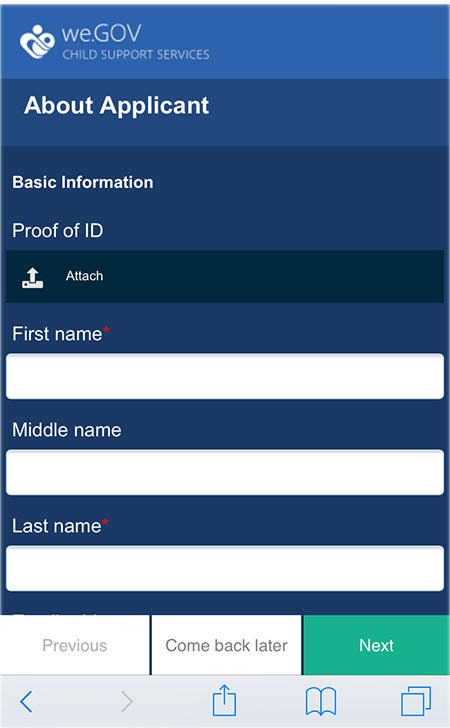 we.GOV
CHILD SUPPORT SERVICES
About Applicant
Basic Information
Proof of ID
Attach
First name*
Middle name
Last name*
Previous
Come back later
Next